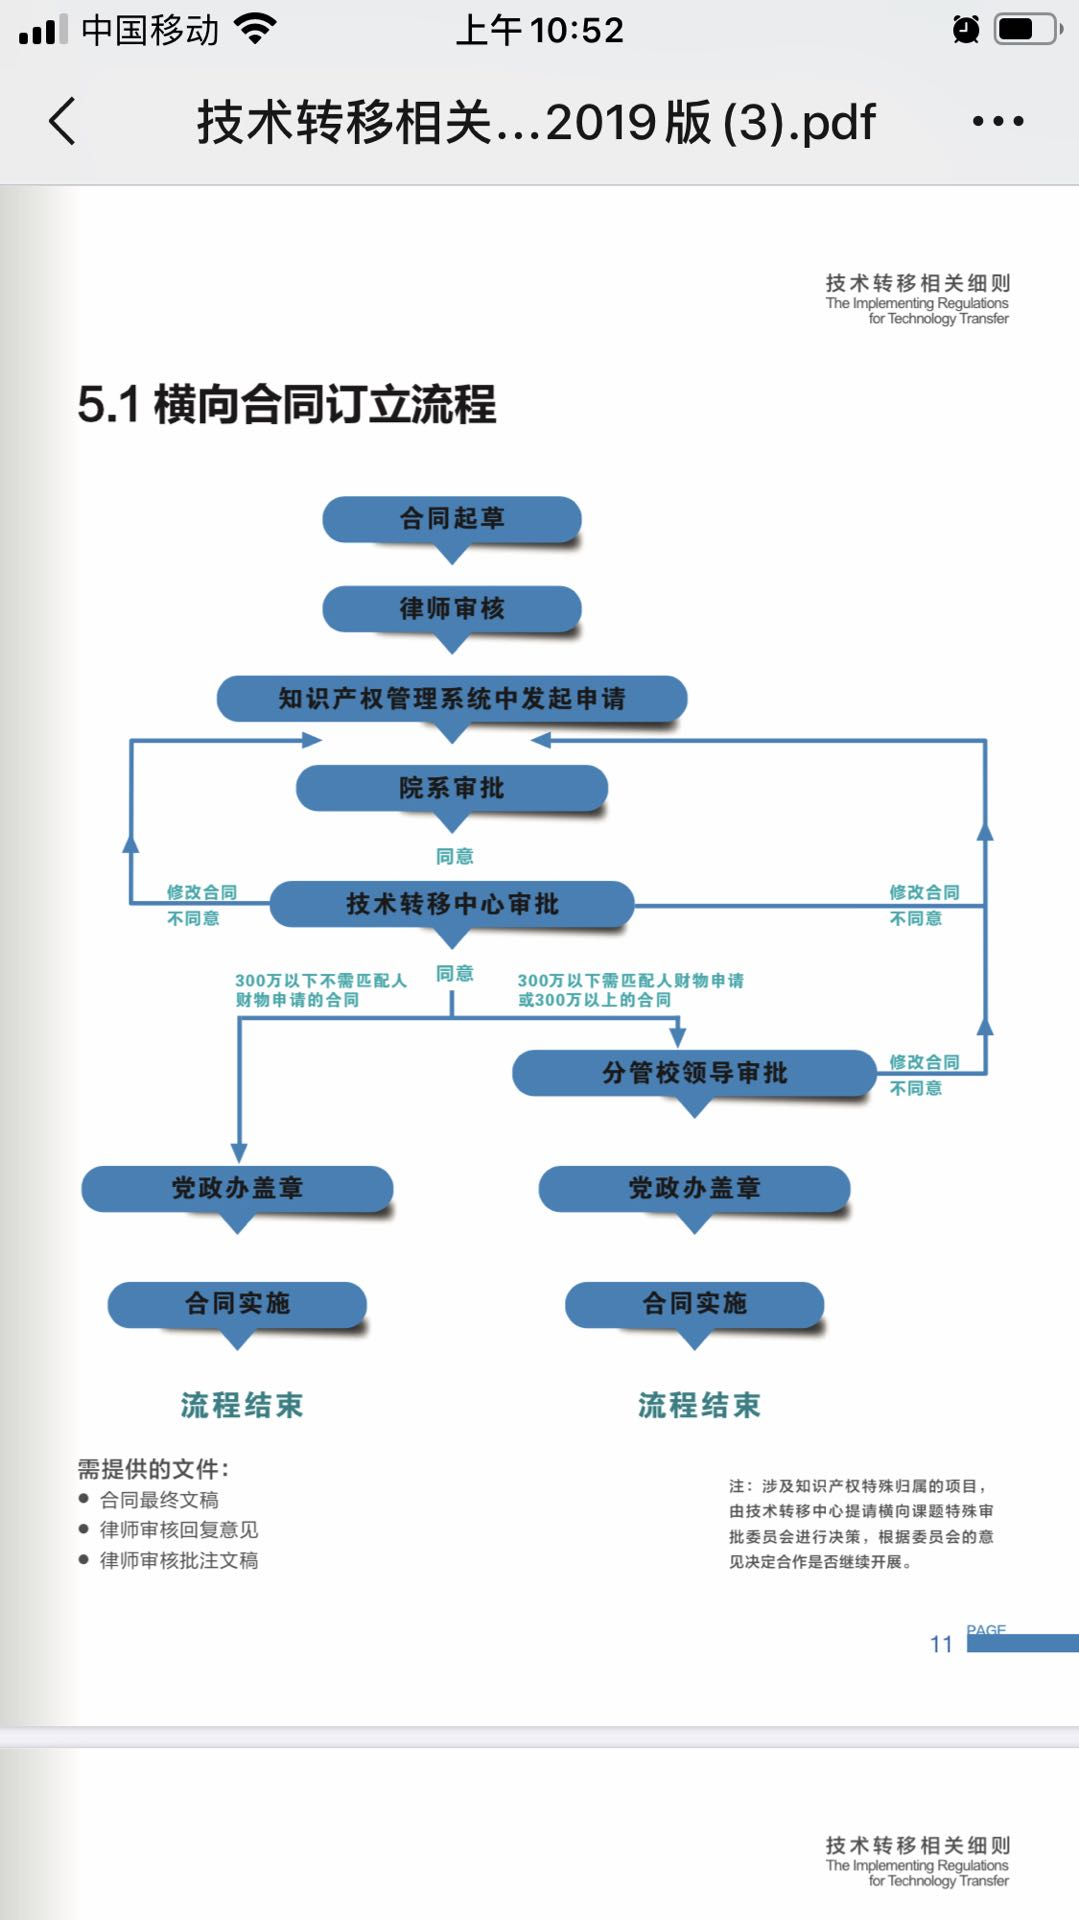 中国移动
上午10:52
技术转移相关...2019版(3).pdf
技术转移相关细则
The Implementing Regulations
for Technology Transfer
5.1 横向合同订立流程
合同起草
律师审核
知识产权管理系统中发起申请
院系审批
同意
修改合同
不同意
技术转移中心审批
修改合同
不同意
300万以下不需匹配人
财物申请的合同
同意
300万以下需匹配人财物申请
或300万以上的合同
分管校领导审批
修改合同
不同意
党政办盖章
党政办盖章
合同实施
合同实施
流程结束
流程结束
需提供的文件：
● 合同最终文稿
● 律师审核回复意见
● 律师审核批注文稿
注：涉及知识产权特殊归属的项目，
由技术转移中心提请横向课题特殊审
批委员会进行决策，根据委员会的意
见决定合作是否继续开展。
11
PAGE
技术转移相关细则
The Implementing Regulations
for Technology Transfer